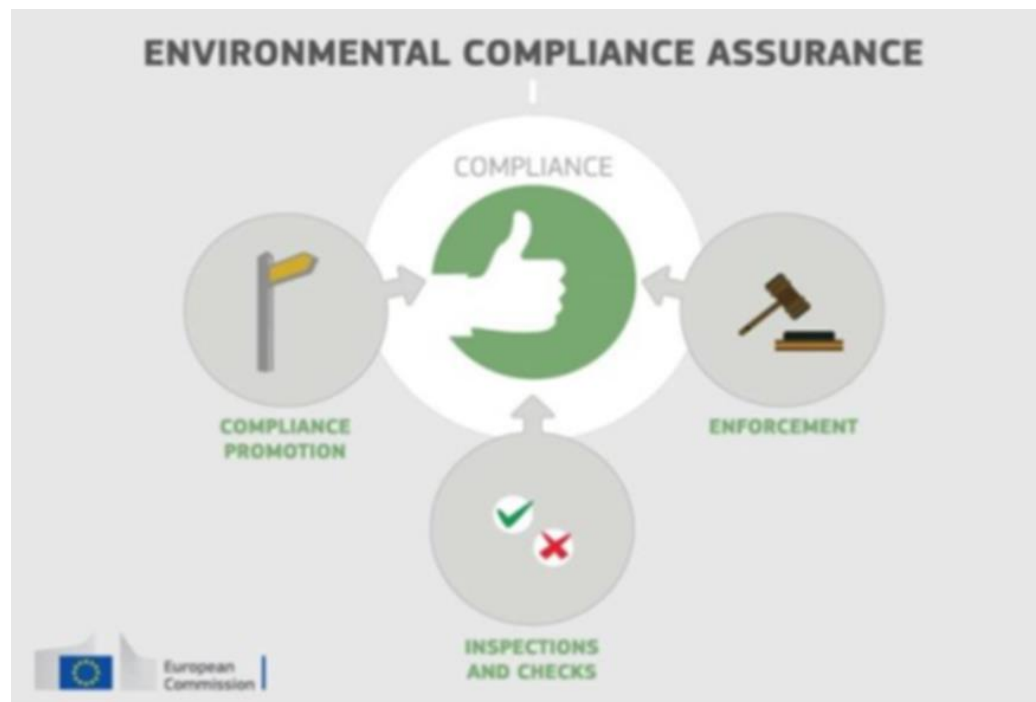 ENVIRONMENTAL COMPLIANCE ASSURANCE
COMPLIANCE
COMPLIANCE
PROMOTION
ENFORCEMENT
INSPECTIONS
AND CHECKS
European
Commission